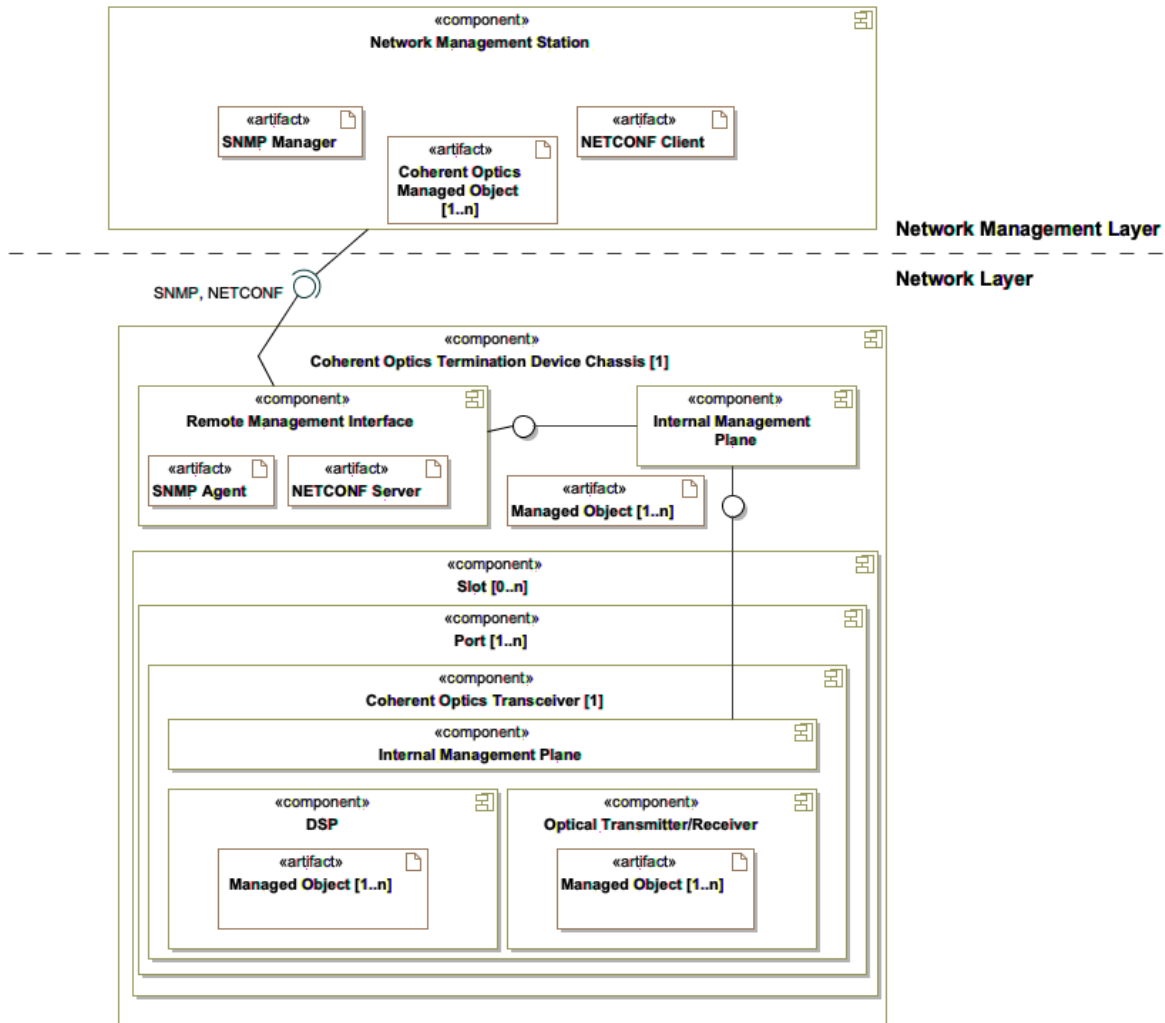 «component»
Network Management Station
«artifact»
SNMP Manager
«artifact»
Coherent Optics
Managed Object
[1..n]
«artifact»
NETCONF Client
Network Management Layer
Network Layer
SNMP, NETCONF
«component»
Coherent Optics Termination Device Chassis [1]
«component»
Remote Management Interface
«artifact»
SNMP Agent
«artifact»
NETCONF Server
«component»
Internal Management
Plane
«artifact»
Managed Object [1..n]
«component»
Slot [0..n]
«component»
Port [1..n]
«component»
Coherent Optics Transceiver [1]
«component»
Internal Management Plane
«component»
DSP
«artifact»
Managed Object [1..n]
«component»
Optical Transmitter/Receiver
«artifact»
Managed Object [1..n]